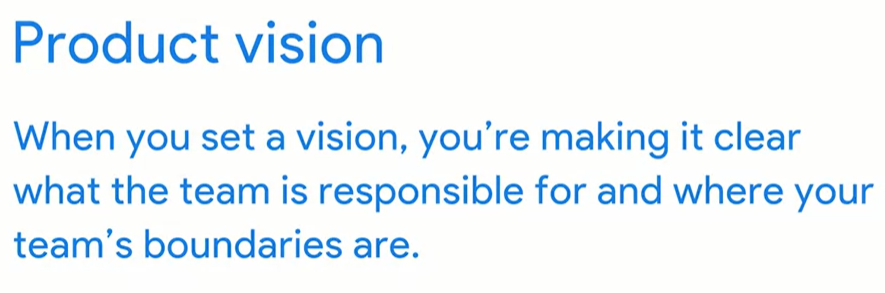 Product vision
When you set a vision, you’re making it clear
what the team is responsible for and where your
team’s boundaries are.